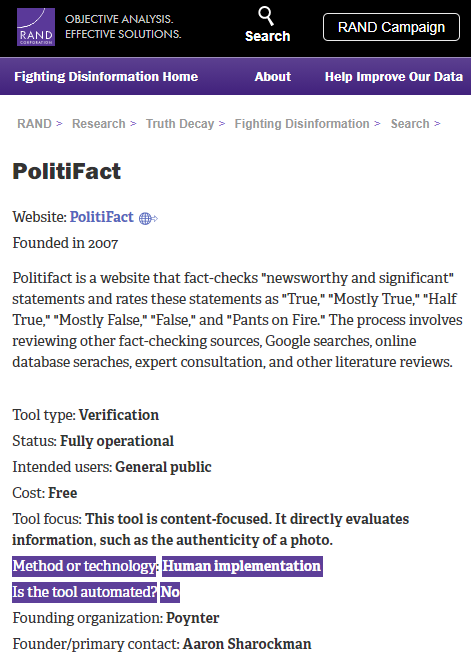 RAND
CORPORATION
OBJECTIVE ANALYSIS.
EFFECTIVE SOLUTIONS.
Search
RAND Campaign
Fighting Disinformation Home
About
Help Improve Our Data
RAND >
Research >
Truth Decay >
Fighting Disinformation >
Search >
PolitiFact
Website: PolitiFact
Founded in 2007
Politifact is a website that fact-checks "newsworthy and significant"
statements and rates these statements as "True," "Mostly True," "Half
True," "Mostly False," "False," and "Pants on Fire." The process involves
reviewing other fact-checking sources, Google searches, online
database seraches, expert consultation, and other literature reviews.
Tool type: Verification
Status: Fully operational
Intended users: General public
Cost: Free
Tool focus: This tool is content-focused. It directly evaluates
information, such as the authenticity of a photo.
Method or technology: Human implementation
Is the tool automated? No
Founding organization: Poynter
Founder/primary contact: Aaron Sharockman